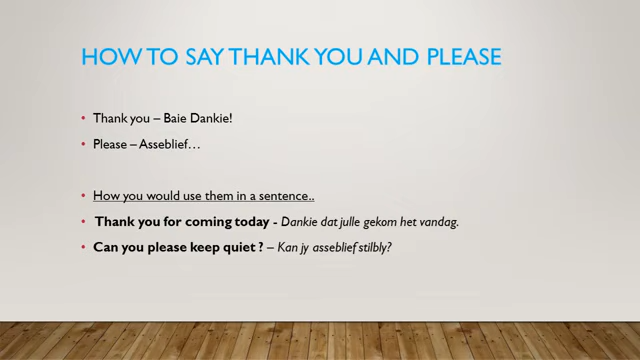 HOW TO SAY THANK YOU AND PLEASE
• Thank you – Baie Dankie!
• Please – Asseblief…
• How you would use them in a sentence..
• Thank you for coming today - Dankie dat julle gekom het vandag.
• Can you please keep quiet ? – Kan jy asseblief stilbly?